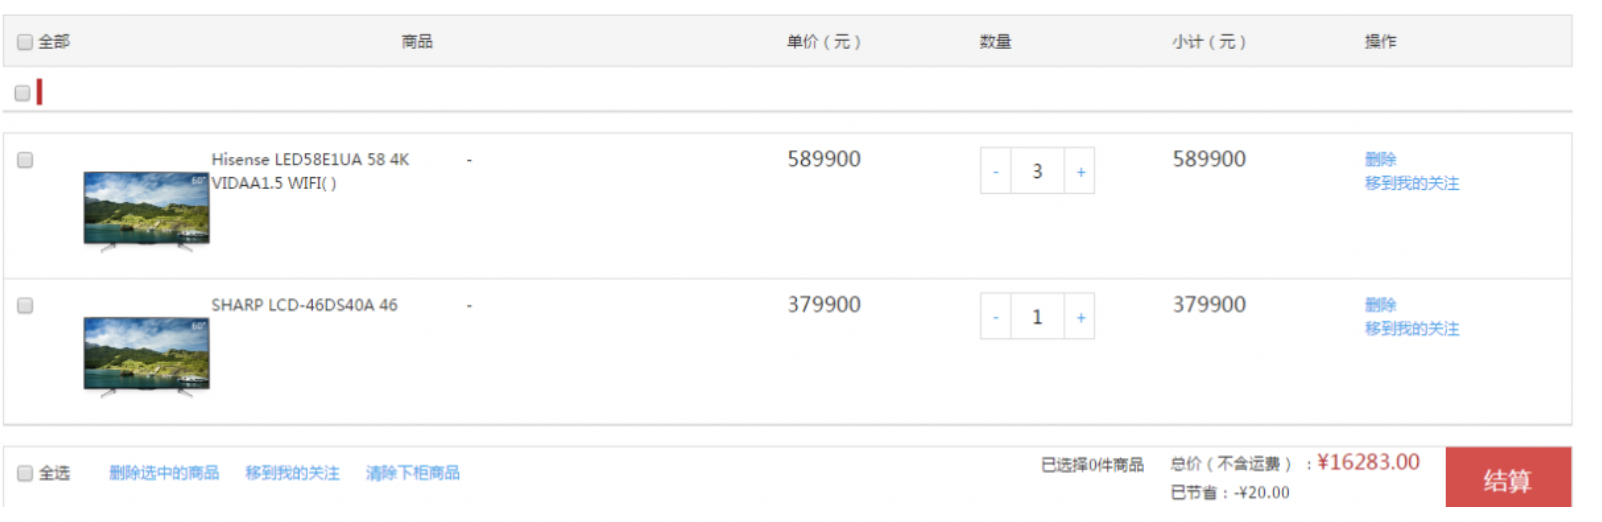 全部 商品 单价（元） 数量 小计（元） 操作
Hisense LED58E1UA 58 4K - 589900 - 3 + 589900 删除
VIDAA1.5 WIFI( ) 移到我的关注
60"
SHARP LCD-46DS40A 46 - 379900 - 1 + 379900 删除
移到我的关注
60"
全选 删除选中的商品 移到我的关注 清除下柜商品 已选择0件商品 总价（不含运费）：¥16283.00 结算
已节省：-¥20.00